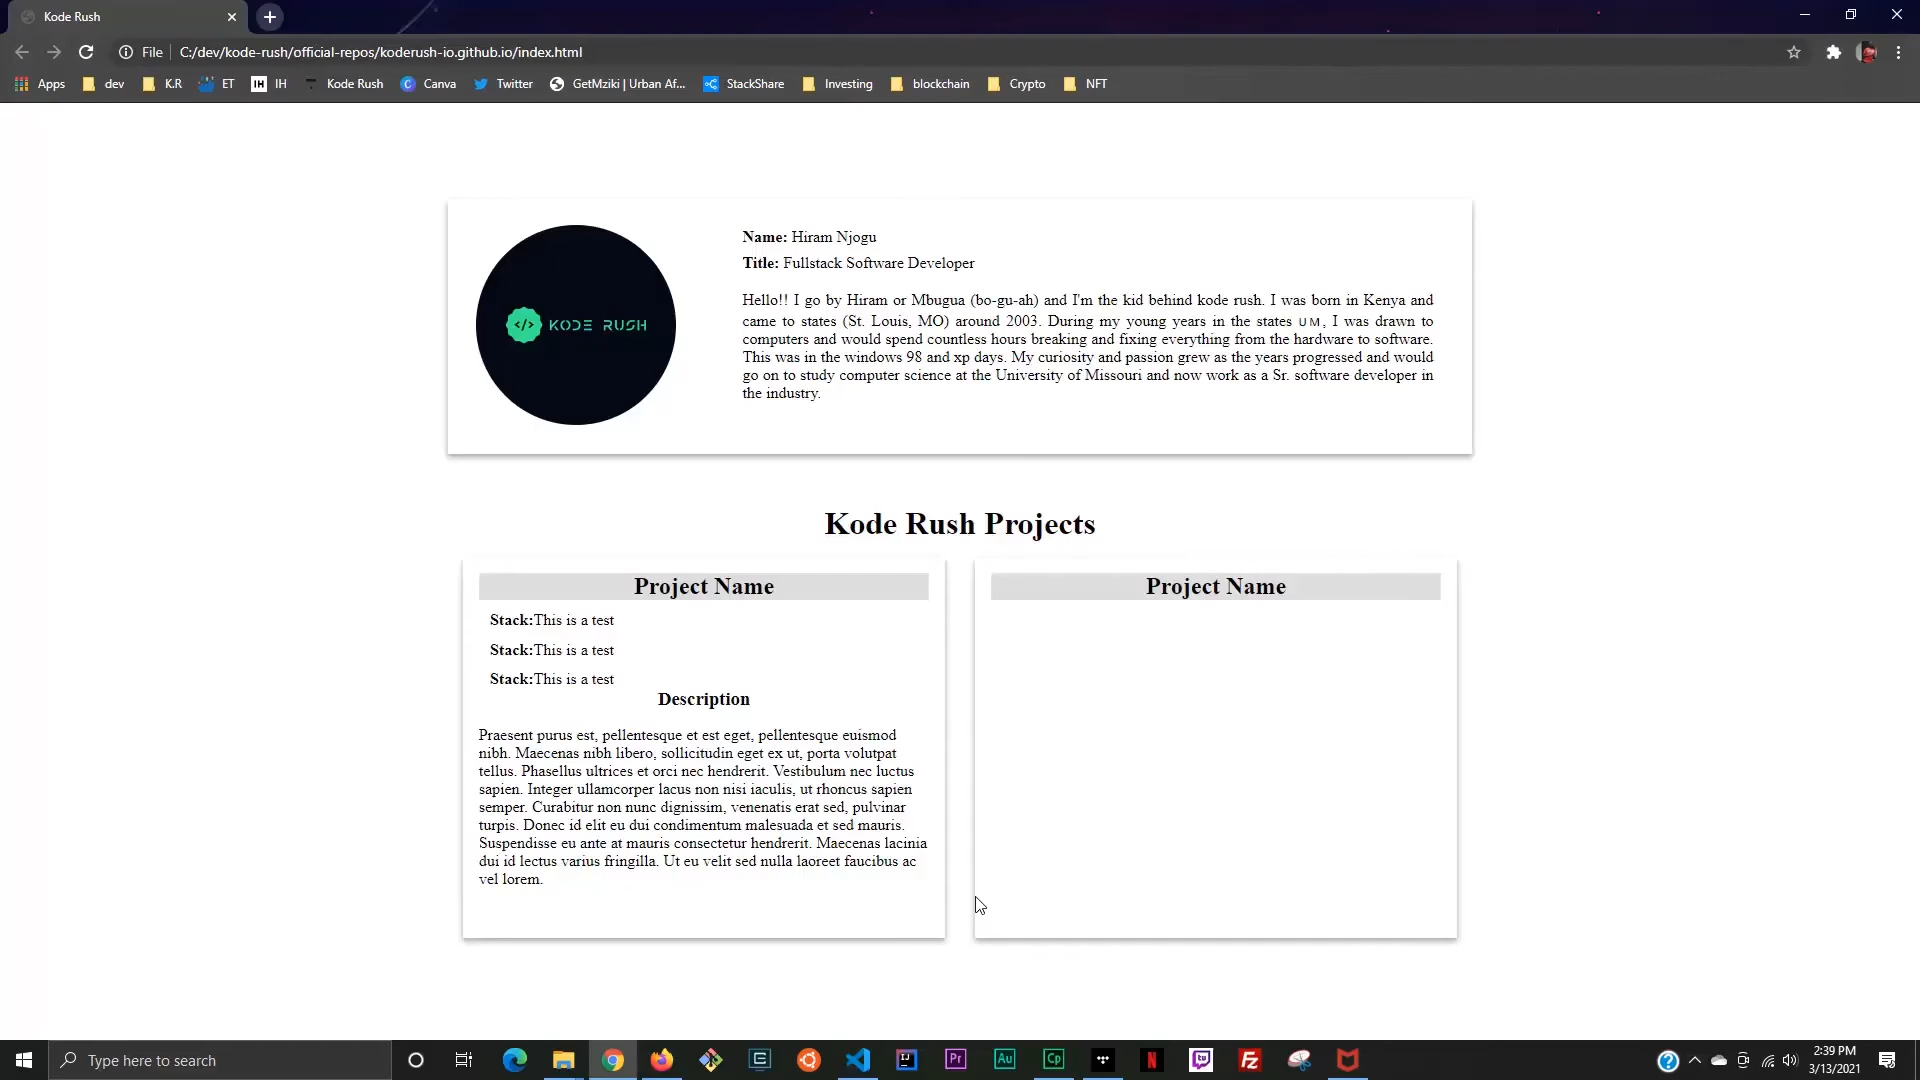 Kode Rush
File
C:/dev/kode-rush/official-repos/koderush-io.github.io/index.html
Apps dev K.R ET IH IH Kode Rush Canva Twitter GetMziki | Urban Af... StackShare Investing blockchain Crypto NFT
</> KODE RUSH
Name: Hiram Njogu
Title: Fullstack Software Developer
Hello!! I go by Hiram or Mbugua (bo-gu-ah) and I'm the kid behind kode rush. I was born in Kenya and
came to states (St. Louis, MO) around 2003. During my young years in the states ∪ M, I was drawn to
computers and would spend countless hours breaking and fixing everything from the hardware to software.
This was in the windows 98 and xp days. My curiosity and passion grew as the years progressed and would
go on to study computer science at the University of Missouri and now work as a Sr. software developer in
the industry.
Kode Rush Projects
Project Name
Stack:This is a test
Stack:This is a test
Stack:This is a test
Description
Praesent purus est, pellentesque et est eget, pellentesque euismod
nibh. Maecenas nibh libero, sollicitudin eget ex ut, porta volutpat
tellus. Phasellus ultrices et orci nec hendrerit. Vestibulum nec luctus
sapien. Integer ullamcorper lacus non nisi iaculis, ut rhoncus sapien
semper. Curabitur non nunc dignissim, venenatis erat sed, pulvinar
turpis. Donec id elit eu dui condimentum malesuada et sed mauris.
Suspendisse eu ante at mauris consectetur hendrerit. Maecenas lacinia
dui id lectus varius fringilla. Ut eu velit sed nulla laoreet faucibus ac
vel lorem.
Project Name
Type here to search
IJ Pr Au Cp N Fz
2:39 PM
3/13/2021